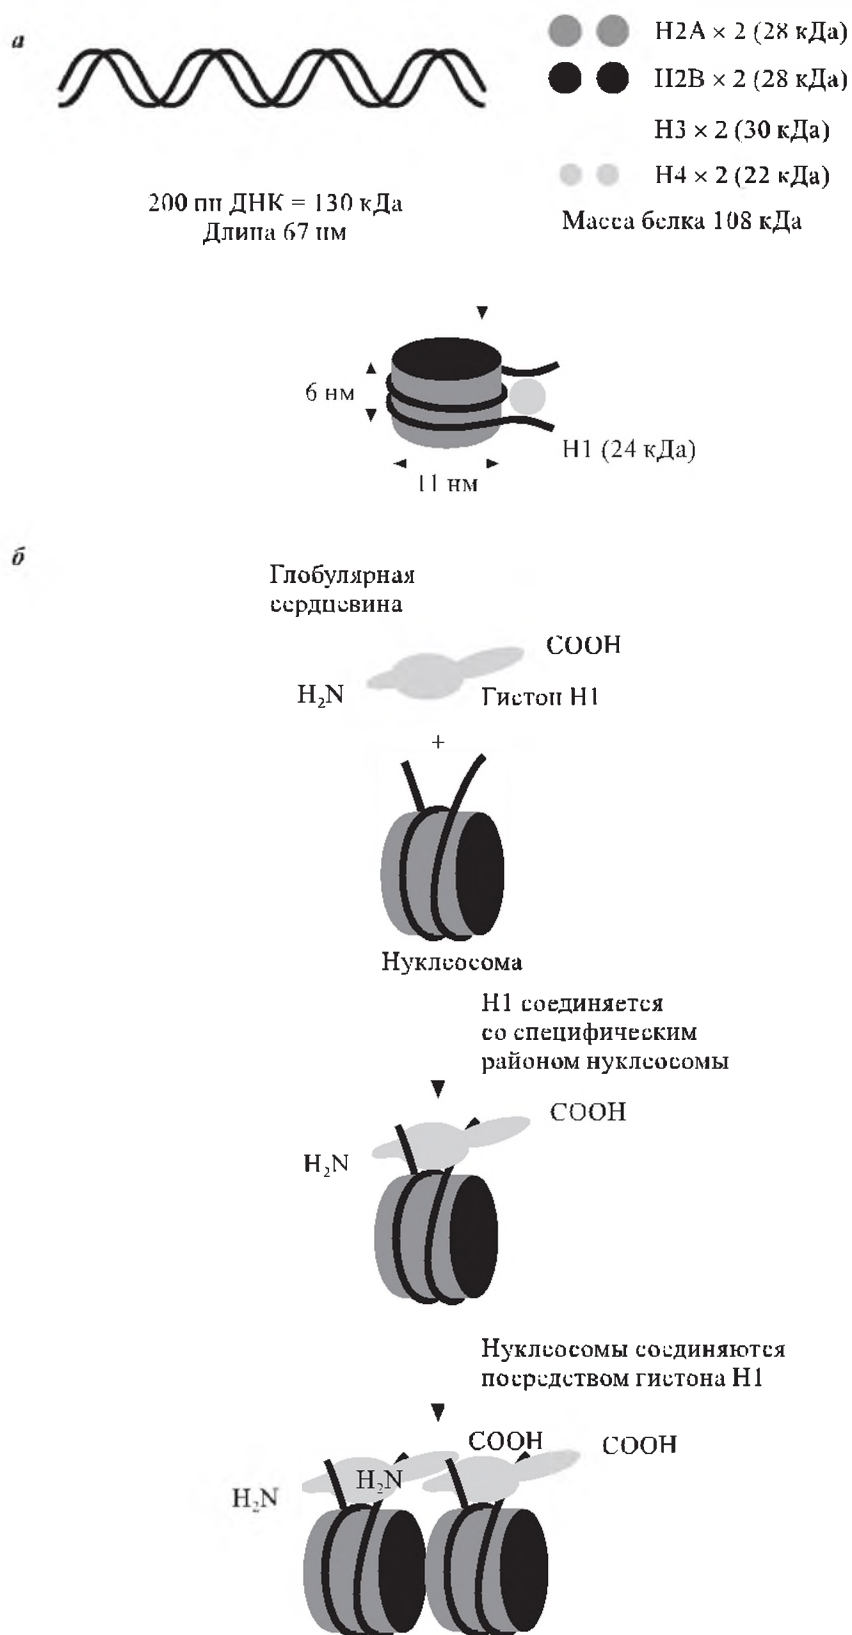 а
H2A × 2 (28 кДа)
H2B × 2 (28 кДа)
H3 × 2 (30 кДа)
H4 × 2 (22 кДа)
Масса белка 108 кДа
200 пн ДНК = 130 кДа
Длина 67 нм
6 нм
H1 (24 кДа)
11 нм
б
Глобулярная
сердцевина
COOH
H₂N
Гистон H1
+
Нуклеосома
H1 соединяется
со специфическим
районом нуклеосомы
COOH
H₂N
Нуклеосомы соединяются
посредством гистона H1
COOH
COOH
H₂N
H₂N